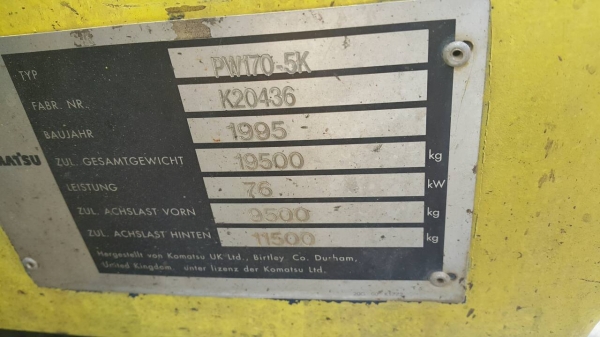 TYP PW170-5K
FABR. NR. K20436
BAUJAHR 1995
MATSU ZUL. GESAMTGEWICHT 19500 kg
LEISTUNG 76 kW
ZUL. ACHSLAST VORN 9500 kg
ZUL. ACHSLAST HINTEN 11500 kg
Hergestellt von Komatsu UK Ltd., Birtley Co. Durham,
United Kingdom. unter lizenz der Komatsu Ltd.